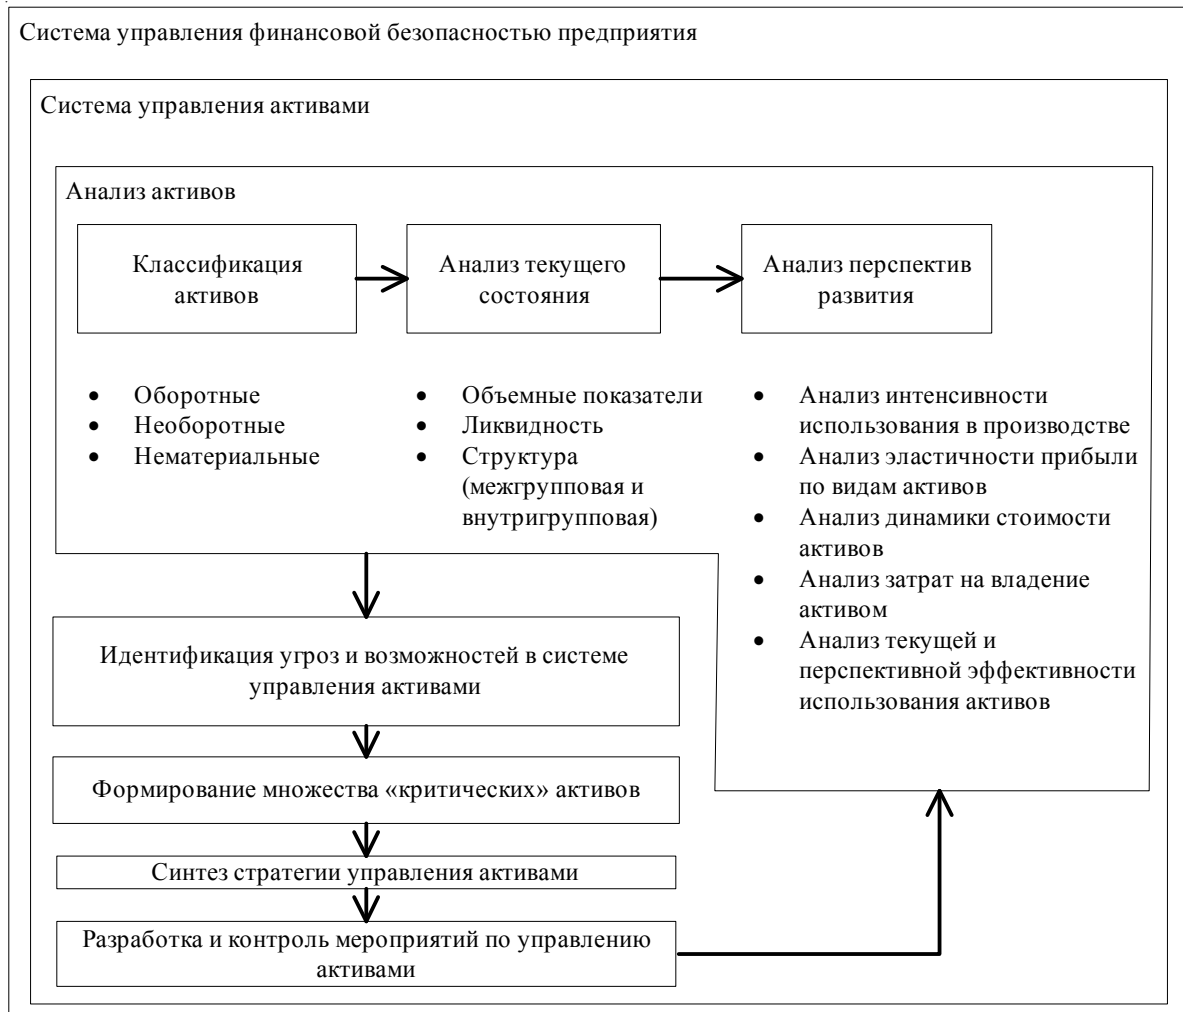 Система управления финансовой безопасностью предприятия
Система управления активами
Анализ активов
Классификация
активов
Анализ текущего
состояния
Анализ перспектив
развития
• Оборотные
• Необоротные
• Нематериальные
• Объемные показатели
• Ликвидность
• Структура
(межгрупповая и
внутригрупповая)
• Анализ интенсивности
использования в производстве
• Анализ эластичности прибыли
по видам активов
• Анализ динамики стоимости
активов
• Анализ затрат на владение
активом
• Анализ текущей и
перспективной эффективности
использования активов
Идентификация угроз и возможностей в системе
управления активами
Формирование множества «критических» активов
Синтез стратегии управления активами
Разработка и контроль мероприятий по управлению
активами